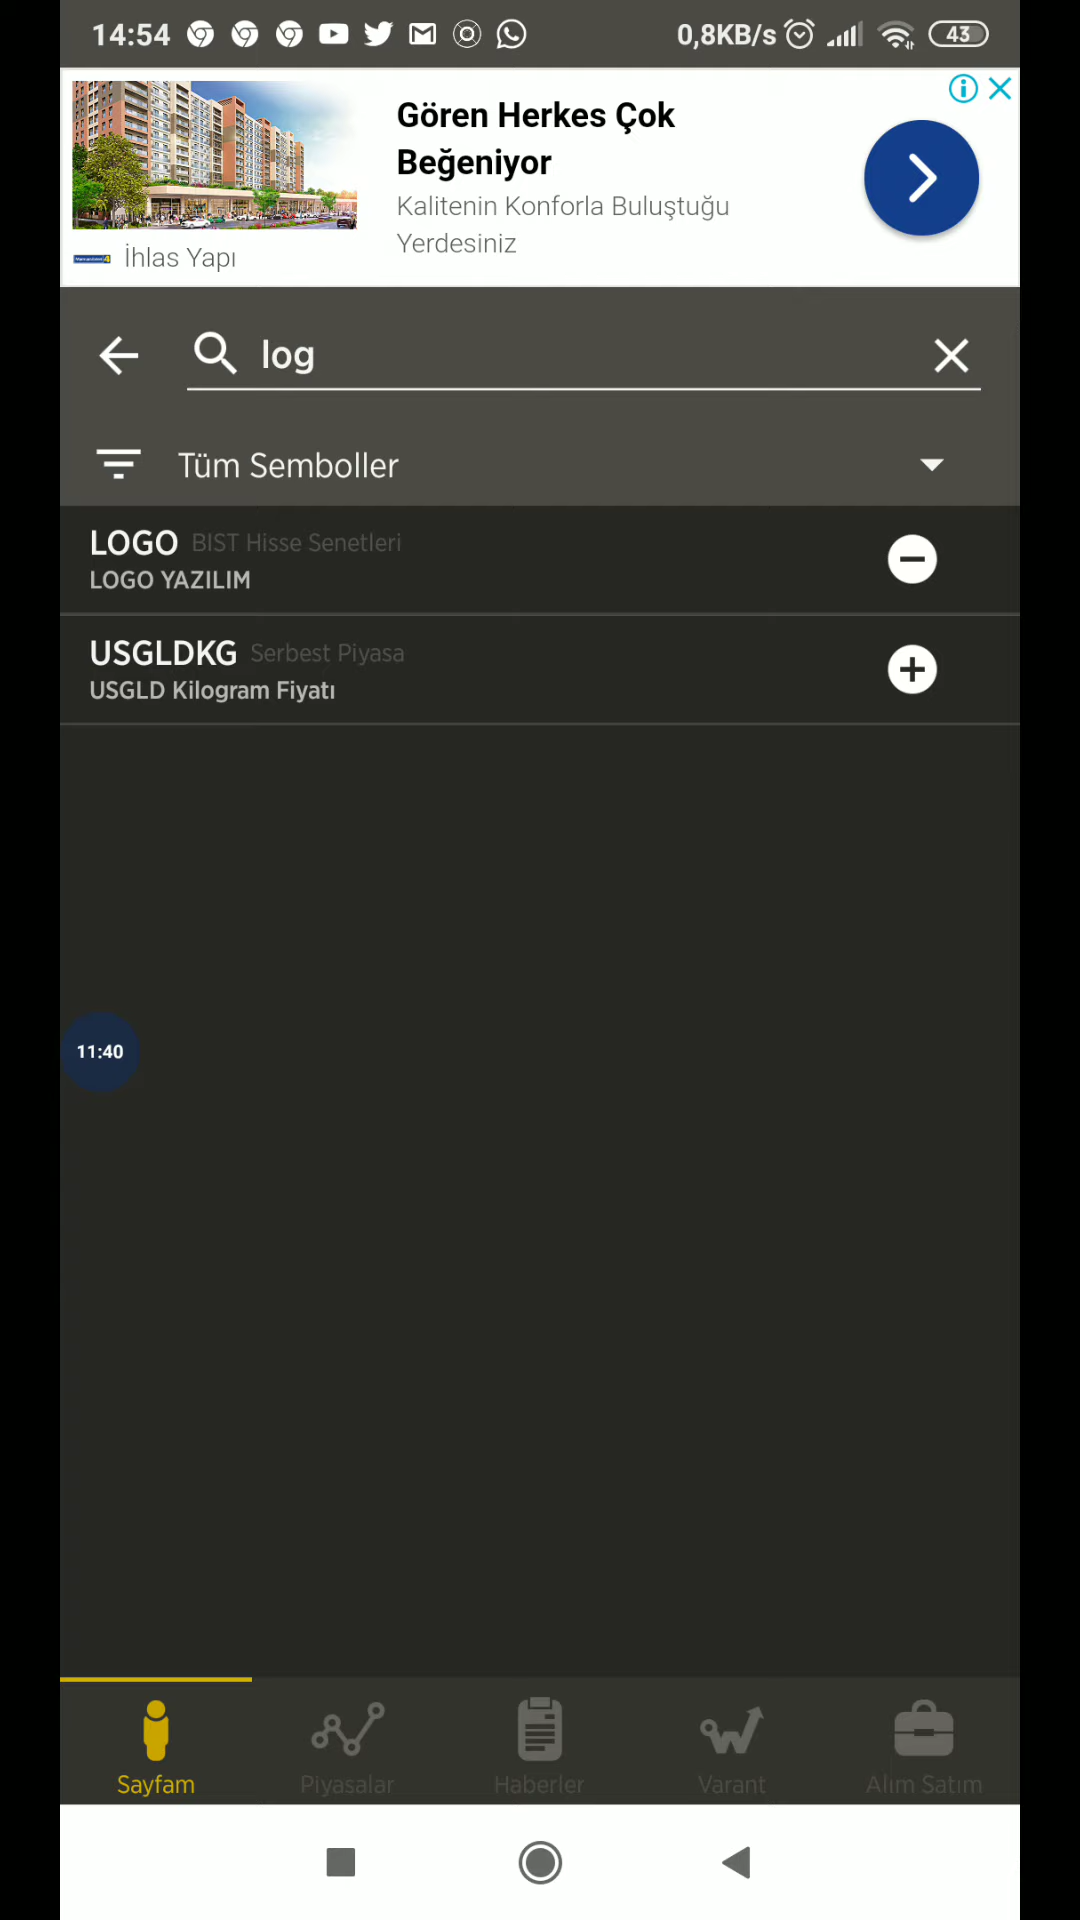 14:54 0,8KB/s 43
Gören Herkes Çok
Beğeniyor
Kalitenin Konforla Buluştuğu
Yerdesiniz
İhlas Yapı
log
Tüm Semboller
LOGO BIST Hisse Senetleri
LOGO YAZILIM
USGLDKG Serbest Piyasa
USGLD Kilogram Fiyatı
11:40
Sayfam Piyasalar Haberler Varant Alım Satım